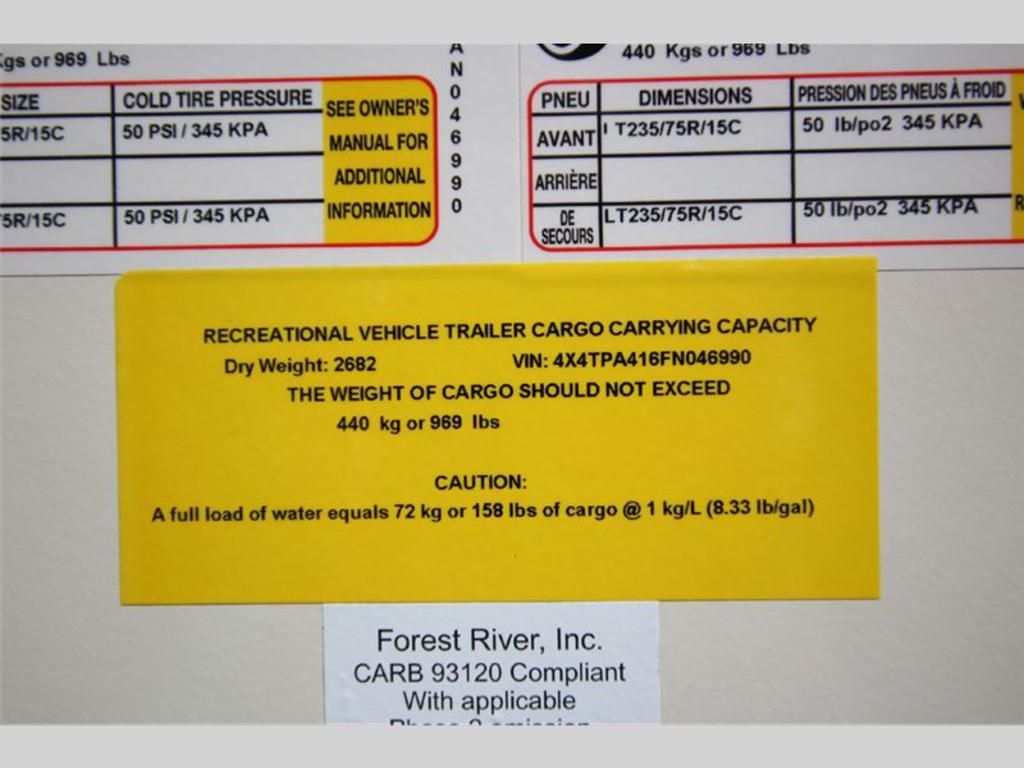 Kgs or 969 Lbs
SIZE COLD TIRE PRESSURE SEE OWNER'S MANUAL FOR ADDITIONAL INFORMATION
5R/15C 50 PSI / 345 KPA
5R/15C 50 PSI / 345 KPA
A
N
0
4
6
9
9
0
440 Kgs or 969 Lbs
PNEU DIMENSIONS PRESSION DES PNEUS À FROID
AVANT T235/75R/15C 50 lb/po2 345 KPA
ARRIÈRE
DE SECOURS LT235/75R/15C 50 lb/po2 345 KPA
RECREATIONAL VEHICLE TRAILER CARGO CARRYING CAPACITY
Dry Weight: 2682 VIN: 4X4TPA416FN046990
THE WEIGHT OF CARGO SHOULD NOT EXCEED
440 kg or 969 lbs
CAUTION:
A full load of water equals 72 kg or 158 lbs of cargo @ 1 kg/L (8.33 lb/gal)
Forest River, Inc.
CARB 93120 Compliant
With applicable